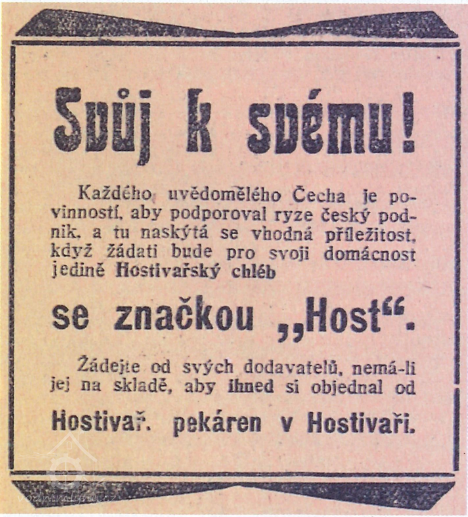 Svůj k svému!
Každého uvědomělého Čecha je po-
vinností, aby podporoval ryze český pod-
nik, a tu naskýtá se vhodná příležitost,
když žádati bude pro svoji domácnost
jedině Hostivařský chléb
se značkou „Host“.
Žádejte od svých dodavatelů, nemá-li
jej na skladě, aby ihned si objednal od
Hostivař. pekáren v Hostivaři.